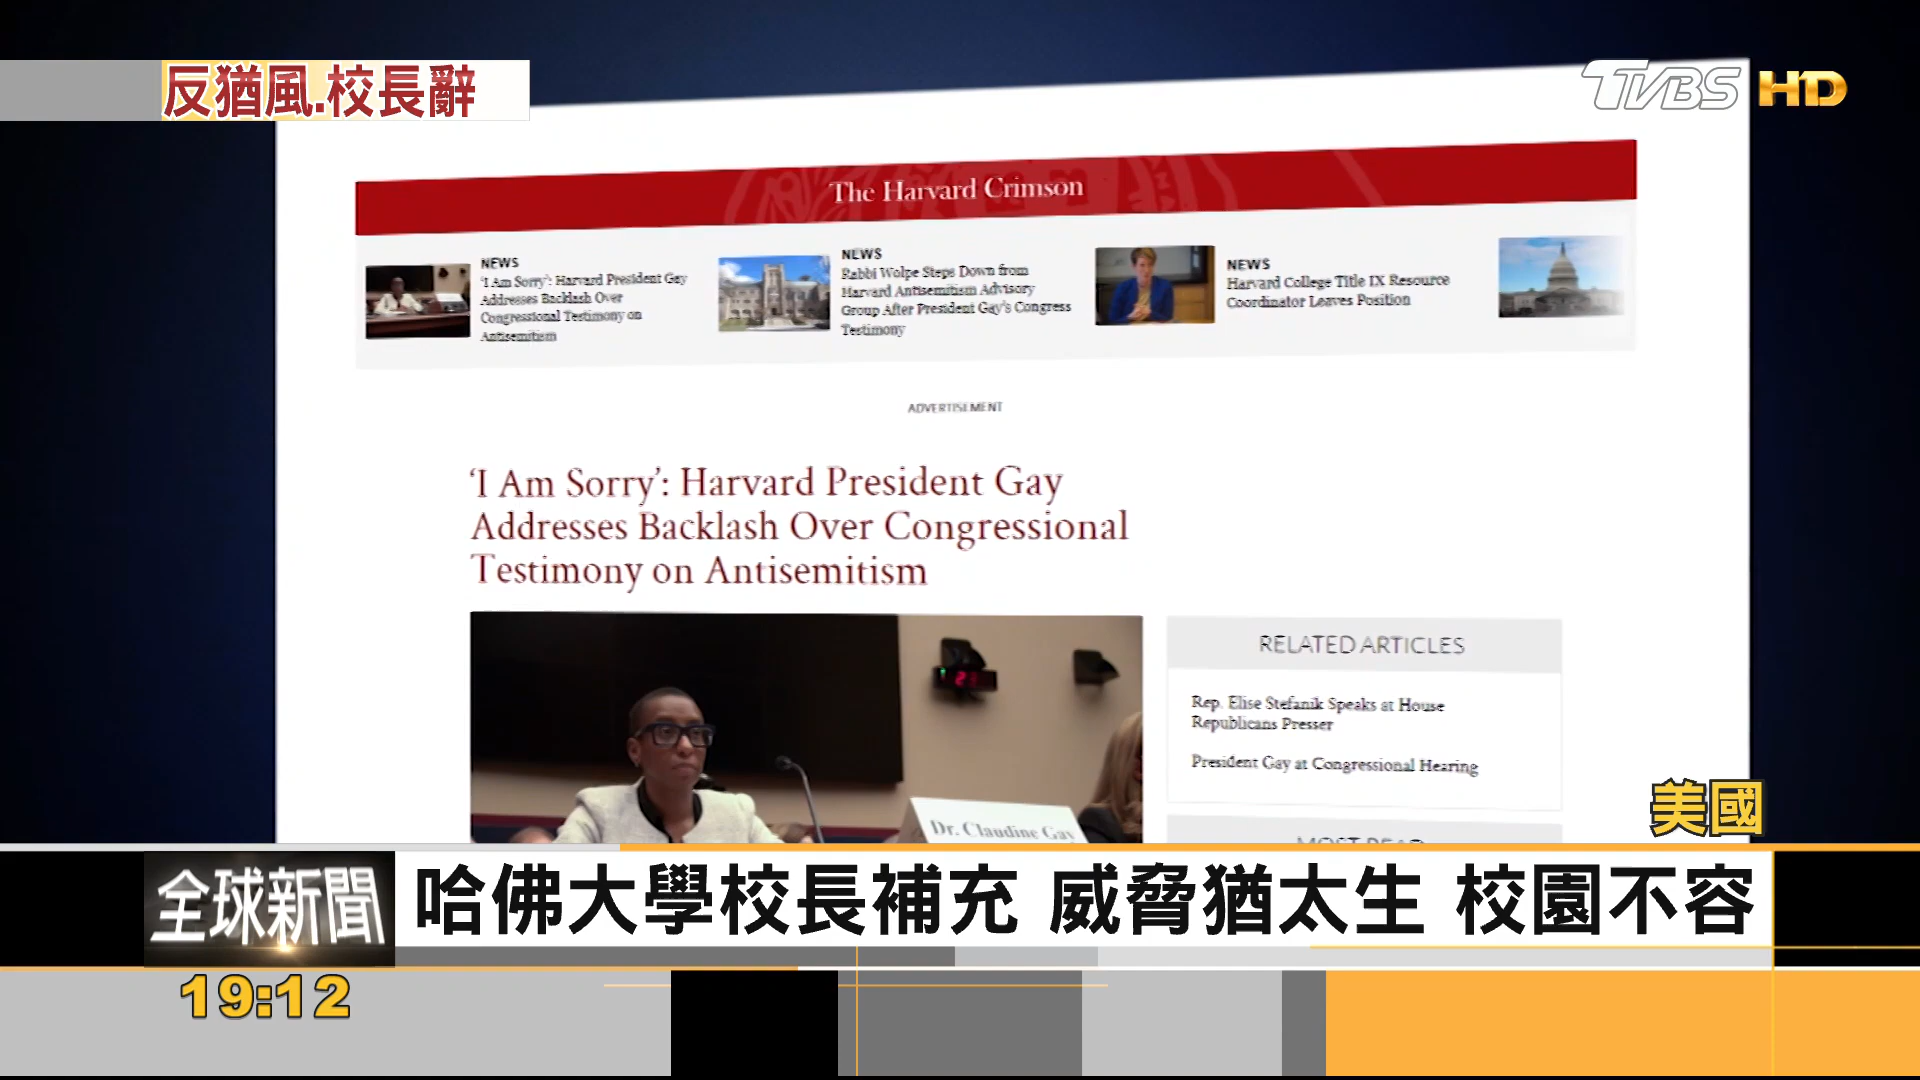 反猶風.校長辭
TVBS HD
The Harvard Crimson
NEWS
‘I Am Sorry’: Harvard President Gay
Addresses Backlash Over
Congressional Testimony on
Antisemitism
NEWS
Rabbi Wolpe Steps Down from
Harvard Antisemitism Advisory
Group After President Gay’s Congress
Testimony
NEWS
Harvard College Title IX Resource
Coordinator Leaves Position
ADVERTISEMENT
‘I Am Sorry’: Harvard President Gay
Addresses Backlash Over Congressional
Testimony on Antisemitism
21
Dr. Claudine Gay
RELATED ARTICLES
Rep. Elise Stefanik Speaks at House
Republicans Presser
President Gay at Congressional Hearing
MOST READ
美國
全球新聞
哈佛大學校長補充 威脅猶太生 校園不容
19:12